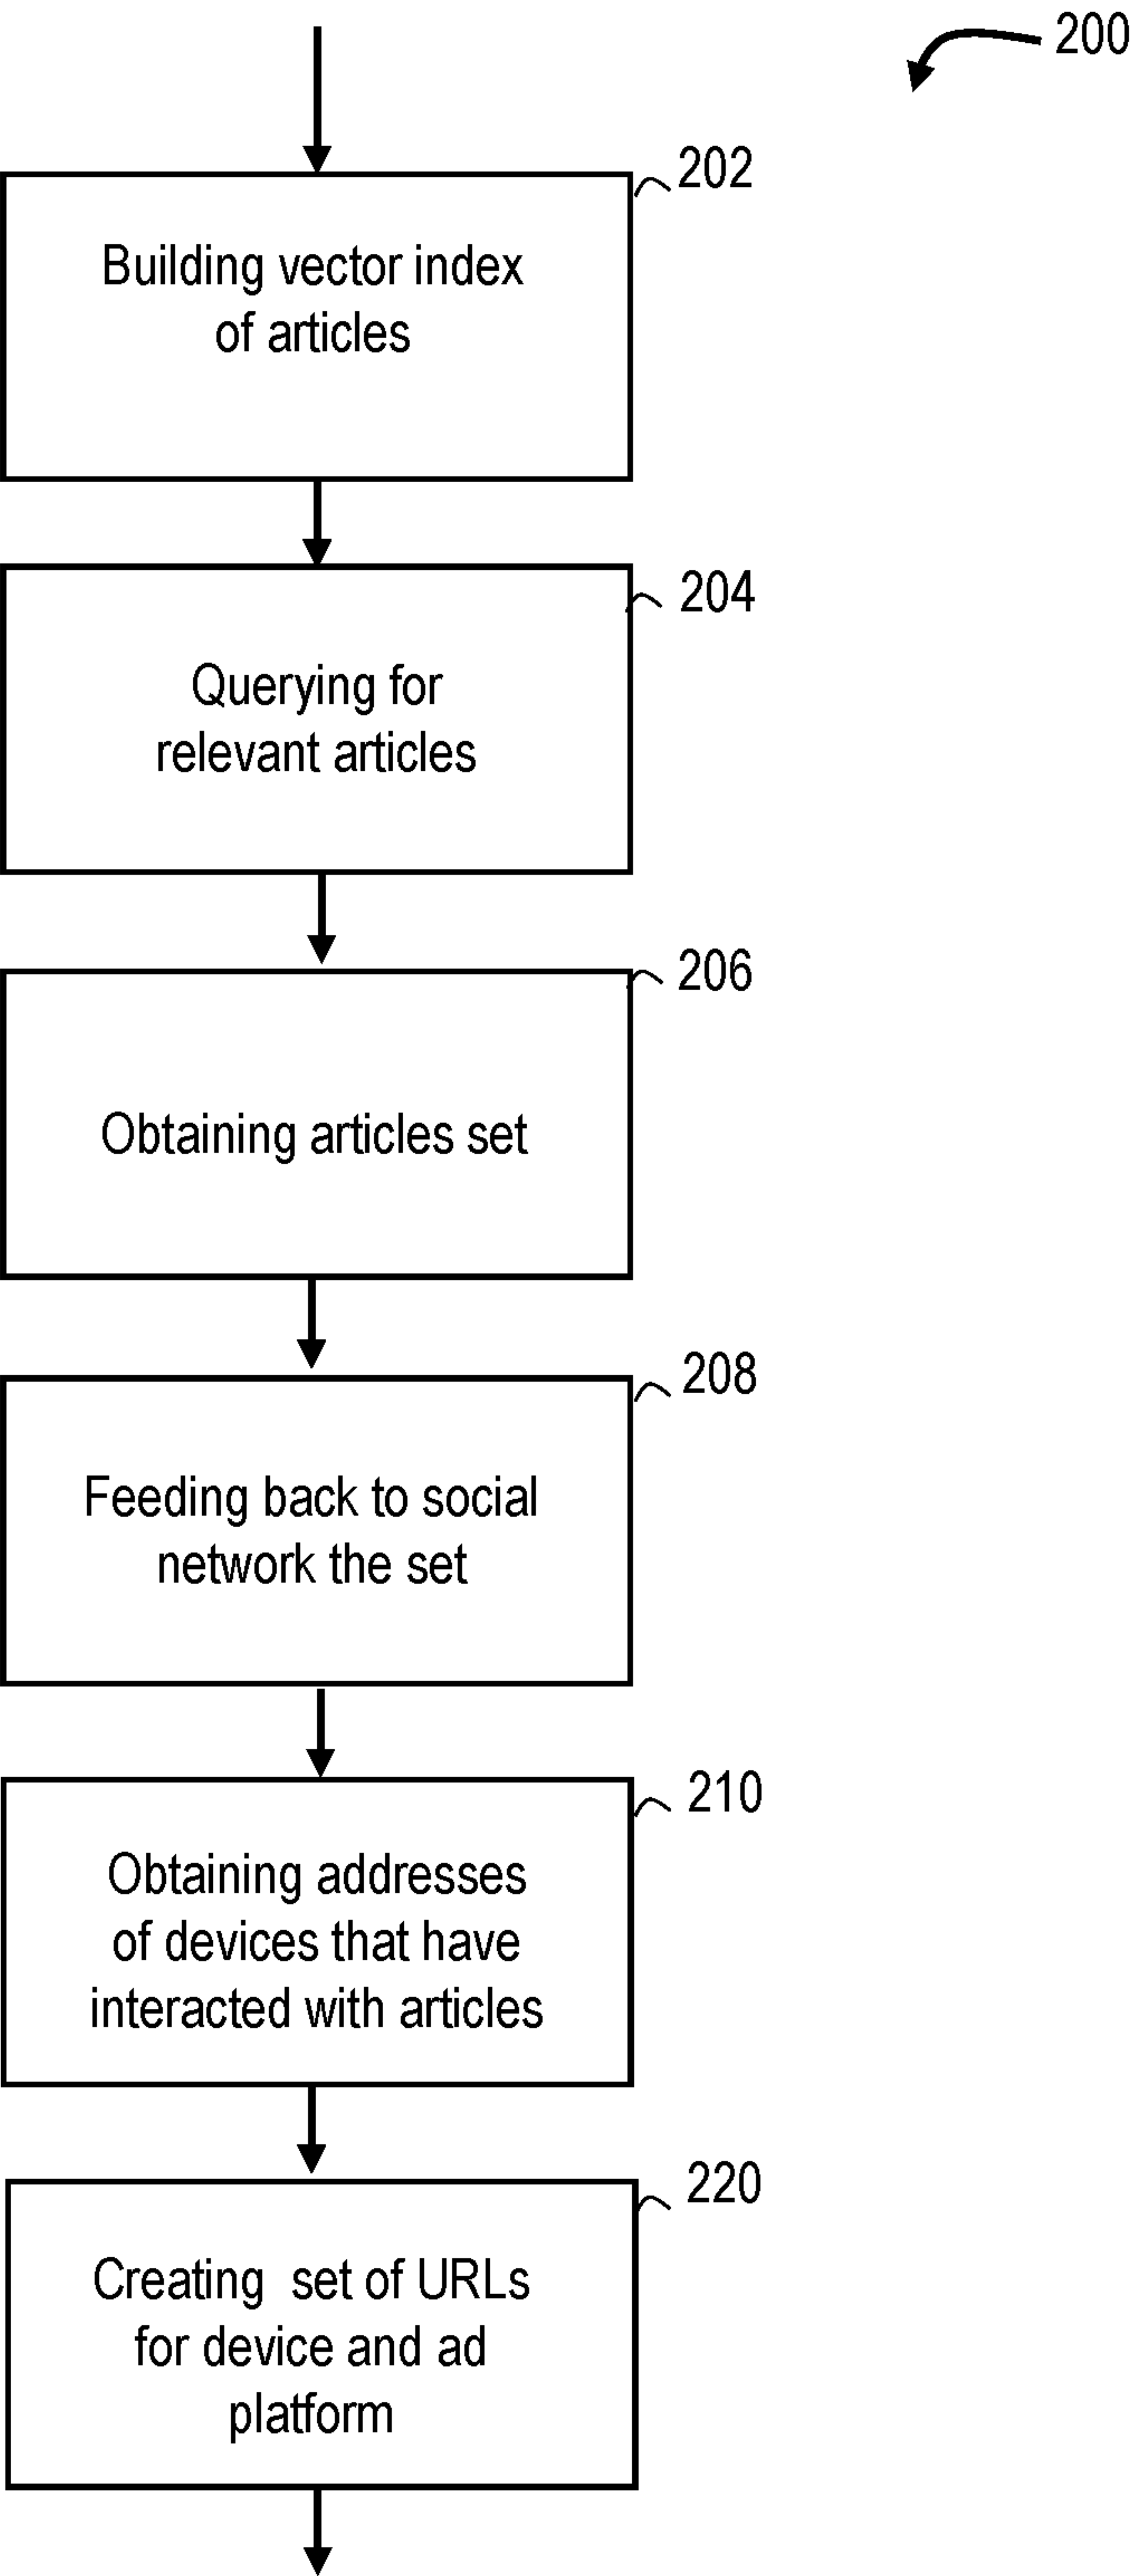 200
202
Building vector index
of articles
204
Querying for
relevant articles
206
Obtaining articles set
208
Feeding back to social
network the set
210
Obtaining addresses
of devices that have
interacted with articles
220
Creating set of URLs
for device and ad
platform